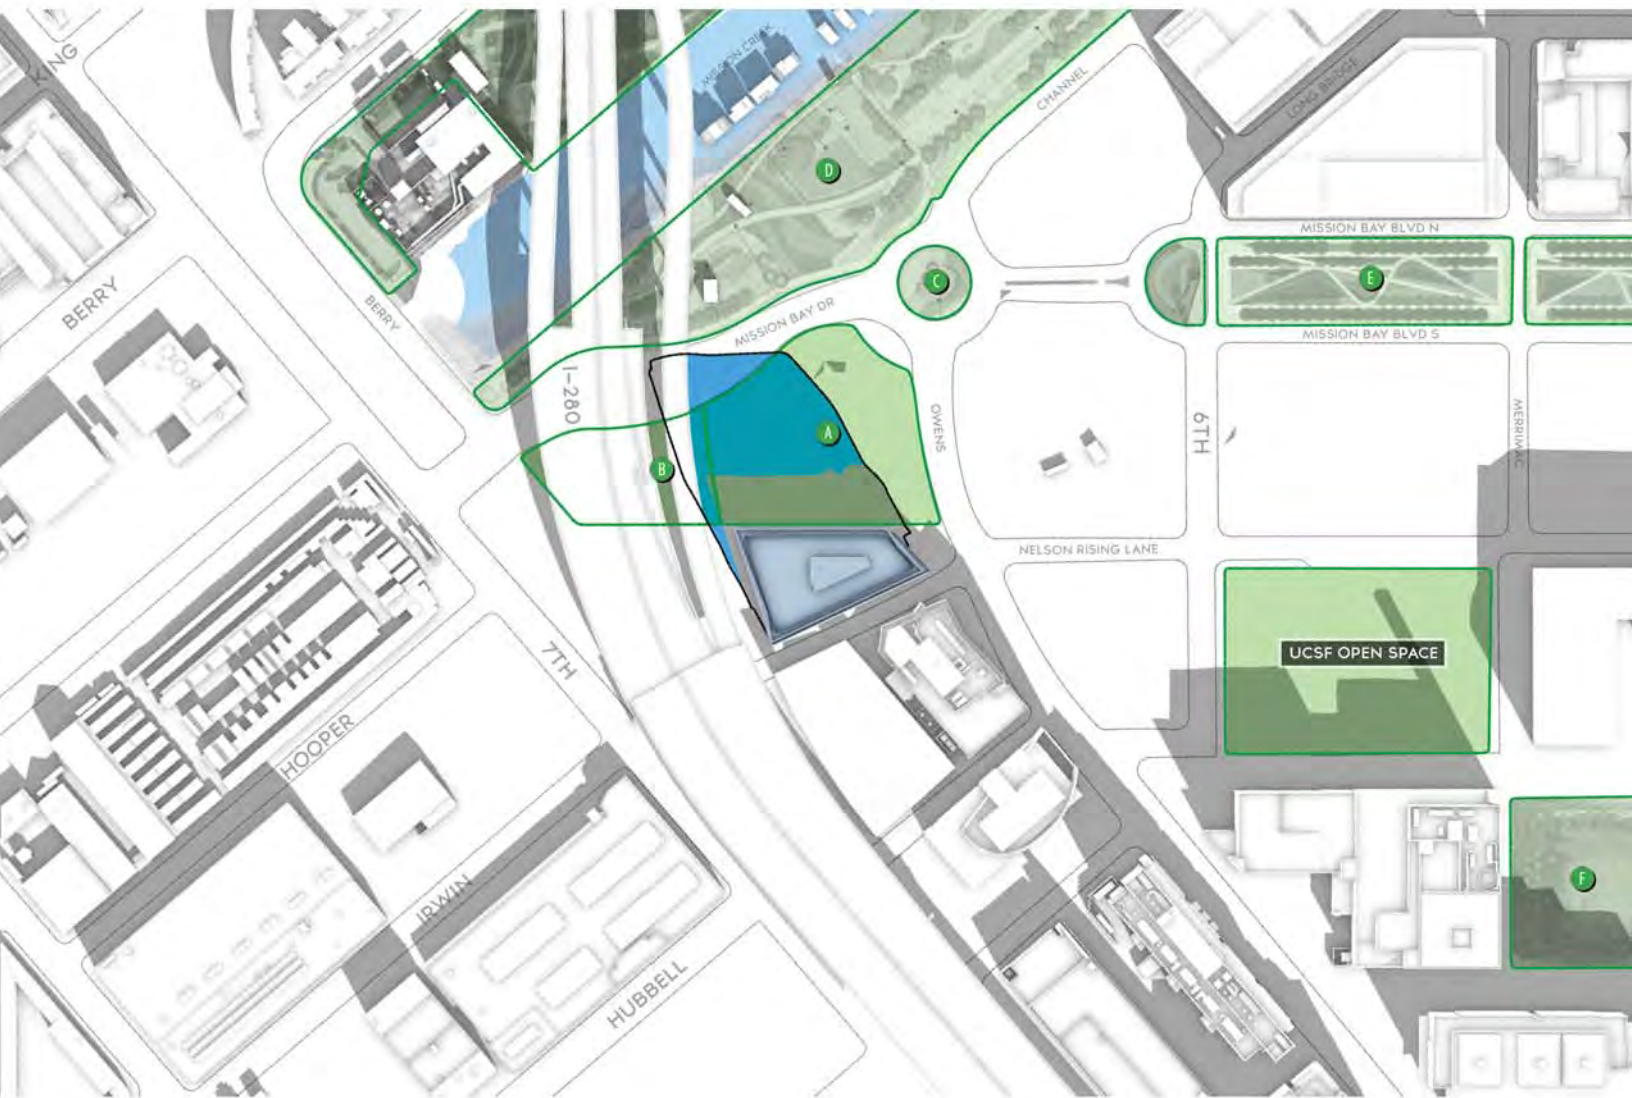 KING
MISSION CREEK
CHANNEL
LONG BRIDGE
D
MISSION BAY BLVD N
BERRY
BERRY
C
E
MISSION BAY DR
MISSION BAY BLVD S
I-280
OWENS
6TH
MERRIMAC
A
B
NELSON RISING LANE
UCSF OPEN SPACE
7TH
HOOPER
IRWIN
F
HUBBELL